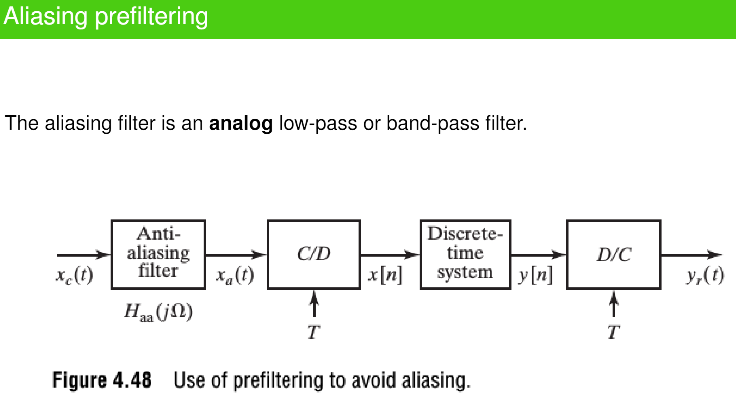 Aliasing prefiltering
The aliasing filter is an analog low-pass or band-pass filter.
Anti-
aliasing
filter
C/D
Discrete-
time
system
D/C
x_c(t)
x_a(t)
x[n]
y[n]
y_r(t)
H_aa(jΩ)
T
T
Figure 4.48 Use of prefiltering to avoid aliasing.